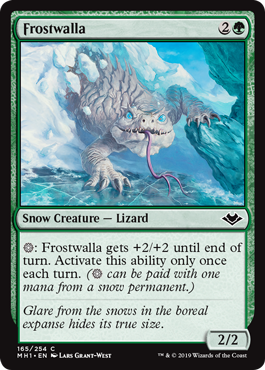 Frostwalla 2
Snow Creature — Lizard
: Frostwalla gets +2/+2 until end of
turn. Activate this ability only once
each turn. ( can be paid with one
mana from a snow permanent.)
Glare from the snows in the boreal
expanse hides its true size.
2/2
165/254 C
MH1 • EN Lars Grant-West
™ & © 2019 Wizards of the Coast